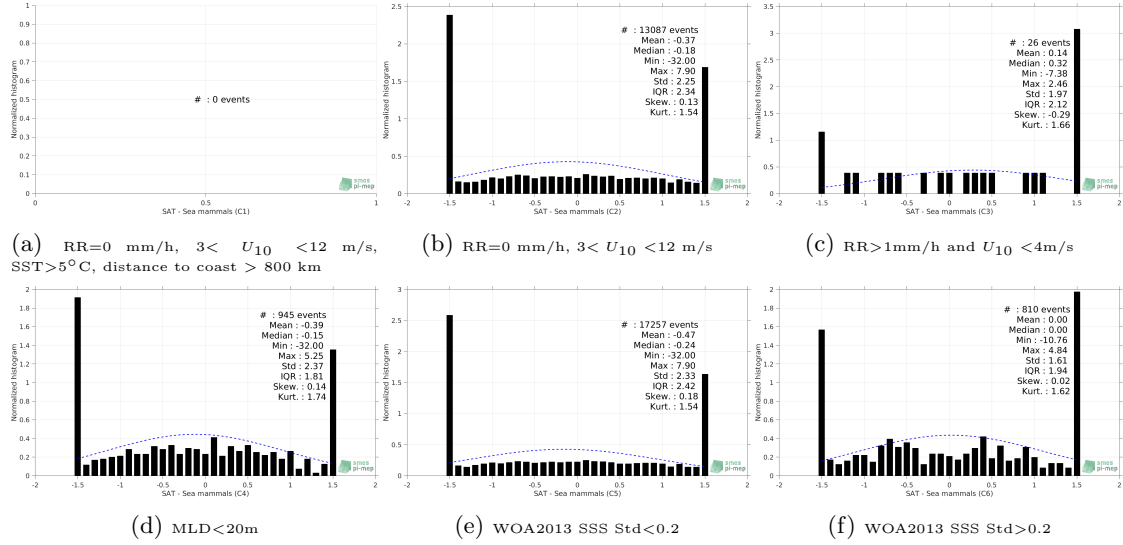 1
0.9
0.8
0.7
0.6
0.5
0.4
0.3
0.2
0.1
0
Normalized histogram
# : 0 events
smos
pi-mep
0 0.5 1
SAT - Sea mammals (C1)
2.5
2
1.5
1
0.5
0
Normalized histogram
# : 13087 events
Mean : -0.37
Median : -0.18
Min : -32.00
Max : 7.90
Std : 2.25
IQR : 2.34
Skew. : 0.13
Kurt. : 1.54
smos
pi-mep
-2 -1.5 -1 -0.5 0 0.5 1 1.5 2
SAT - Sea mammals (C2)
3.5
3
2.5
2
1.5
1
0.5
0
Normalized histogram
# : 26 events
Mean : 0.14
Median : 0.32
Min : -7.38
Max : 2.46
Std : 1.97
IQR : 2.12
Skew. : -0.29
Kurt. : 1.66
smos
pi-mep
-2 -1.5 -1 -0.5 0 0.5 1 1.5 2
SAT - Sea mammals (C3)
(a) RR=0 mm/h, 3< U10 <12 m/s,
SST>5°C, distance to coast > 800 km
(b) RR=0 mm/h, 3< U10 <12 m/s
(c) RR>1mm/h and U10 <4m/s
2
1.8
1.6
1.4
1.2
1
0.8
0.6
0.4
0.2
0
Normalized histogram
# : 945 events
Mean : -0.39
Median : -0.15
Min : -32.00
Max : 5.25
Std : 2.37
IQR : 1.81
Skew. : 0.14
Kurt. : 1.74
smos
pi-mep
-2 -1.5 -1 -0.5 0 0.5 1 1.5 2
SAT - Sea mammals (C4)
3
2.5
2
1.5
1
0.5
0
Normalized histogram
# : 17257 events
Mean : -0.47
Median : -0.24
Min : -32.00
Max : 7.90
Std : 2.33
IQR : 2.42
Skew. : 0.18
Kurt. : 1.54
smos
pi-mep
-2 -1.5 -1 -0.5 0 0.5 1 1.5 2
SAT - Sea mammals (C5)
2
1.8
1.6
1.4
1.2
1
0.8
0.6
0.4
0.2
0
Normalized histogram
# : 810 events
Mean : 0.00
Median : 0.00
Min : -10.76
Max : 4.84
Std : 1.61
IQR : 1.94
Skew. : 0.02
Kurt. : 1.62
smos
pi-mep
-2 -1.5 -1 -0.5 0 0.5 1 1.5 2
SAT - Sea mammals (C6)
(d) MLD<20m
(e) WOA2013 SSS Std<0.2
(f) WOA2013 SSS Std>0.2